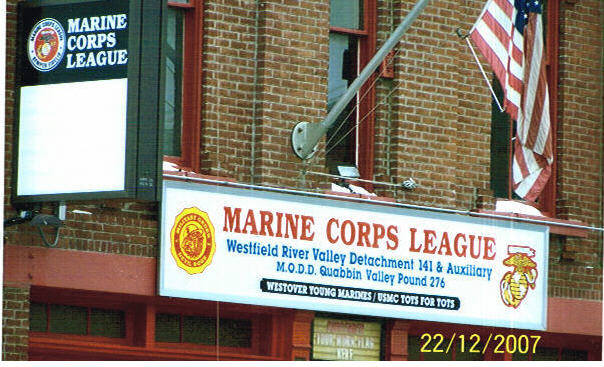 MARINE
CORPS
LEAGUE
MARINE CORPS LEAGUE
Westfield River Valley Detachment 141 & Auxiliary
M.O.D.D. Quabbin Valley Pound 276
WESTOVER YOUNG MARINES / USMC TOYS FOR TOTS
HERE
22/12/2007